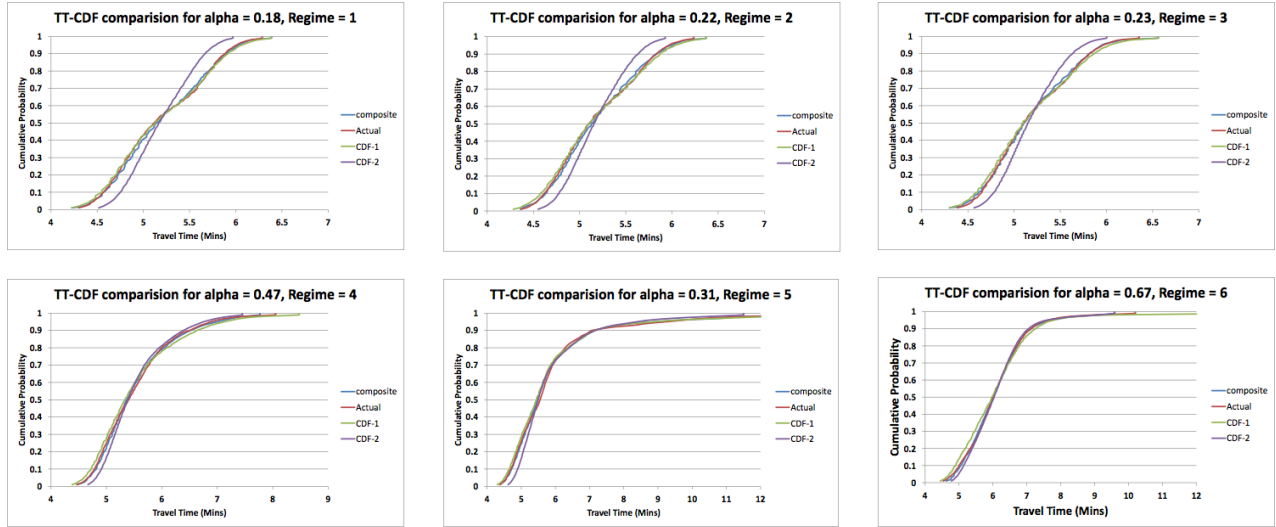 TT-CDF comparision for alpha = 0.18, Regime = 1
1
0.9
0.8
0.7
0.6
0.5
0.4
0.3
0.2
0.1
0
Cumulative Probability
4 4.5 5 5.5 6 6.5 7
Travel Time (Mins)
composite
Actual
CDF-1
CDF-2
TT-CDF comparision for alpha = 0.22, Regime = 2
1
0.9
0.8
0.7
0.6
0.5
0.4
0.3
0.2
0.1
0
Cumulative Probability
4 4.5 5 5.5 6 6.5 7
Travel Time (Mins)
composite
Actual
CDF-1
CDF-2
TT-CDF comparision for alpha = 0.23, Regime = 3
1
0.9
0.8
0.7
0.6
0.5
0.4
0.3
0.2
0.1
0
Cumulative Probability
4 4.5 5 5.5 6 6.5 7
Travel Time (Mins)
composite
Actual
CDF-1
CDF-2
TT-CDF comparision for alpha = 0.47, Regime = 4
1
0.9
0.8
0.7
0.6
0.5
0.4
0.3
0.2
0.1
0
Cumulative Probability
4 5 6 7 8 9
Travel Time (Mins)
composite
Actual
CDF-1
CDF-2
TT-CDF comparision for alpha = 0.31, Regime = 5
1
0.9
0.8
0.7
0.6
0.5
0.4
0.3
0.2
0.1
0
Cumulative Probability
4 5 6 7 8 9 10 11 12
Travel Time (Mins)
composite
Actual
CDF-1
CDF-2
TT-CDF comparision for alpha = 0.67, Regime = 6
1
0.9
0.8
0.7
0.6
0.5
0.4
0.3
0.2
0.1
0
Cumulative Probability
4 5 6 7 8 9 10 11 12
Travel Time (Mins)
composite
Actual
CDF-1
CDF-2